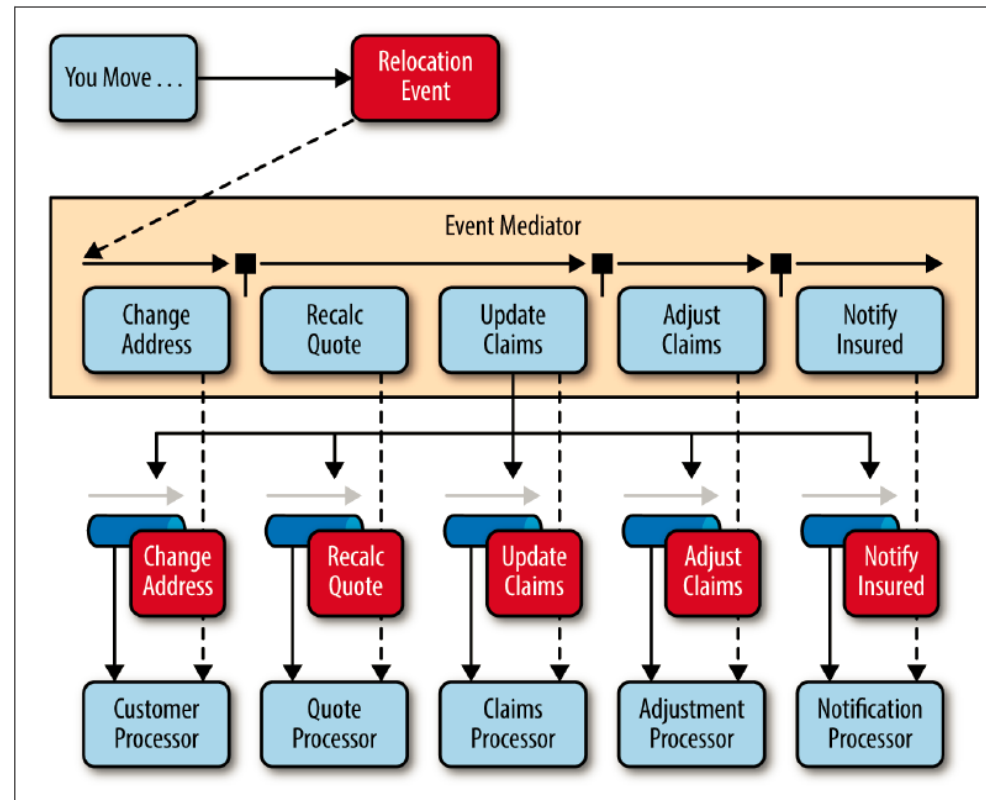 You Move . . .
Relocation
Event
Event Mediator
Change
Address
Recalc
Quote
Update
Claims
Adjust
Claims
Notify
Insured
Change
Address
Recalc
Quote
Update
Claims
Adjust
Claims
Notify
Insured
Customer
Processor
Quote
Processor
Claims
Processor
Adjustment
Processor
Notification
Processor